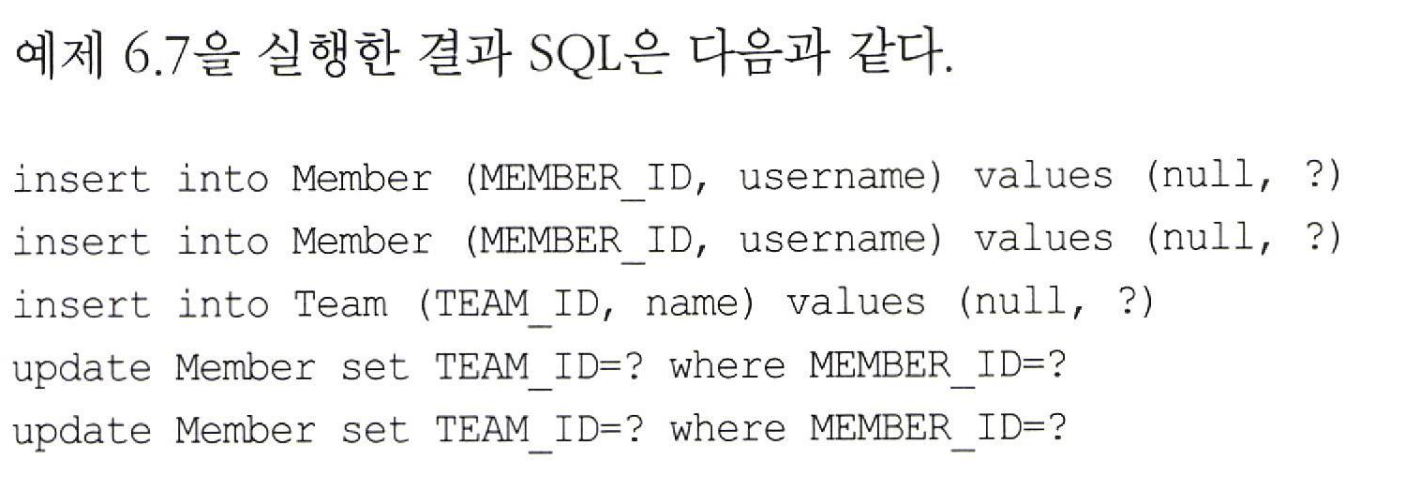 예제 6.7을 실행한 결과 SQL은 다음과 같다.
insert into Member (MEMBER_ID, username) values (null, ?)
insert into Member (MEMBER_ID, username) values (null, ?)
insert into Team (TEAM_ID, name) values (null, ?)
update Member set TEAM_ID=? where MEMBER_ID=?
update Member set TEAM_ID=? where MEMBER_ID=?